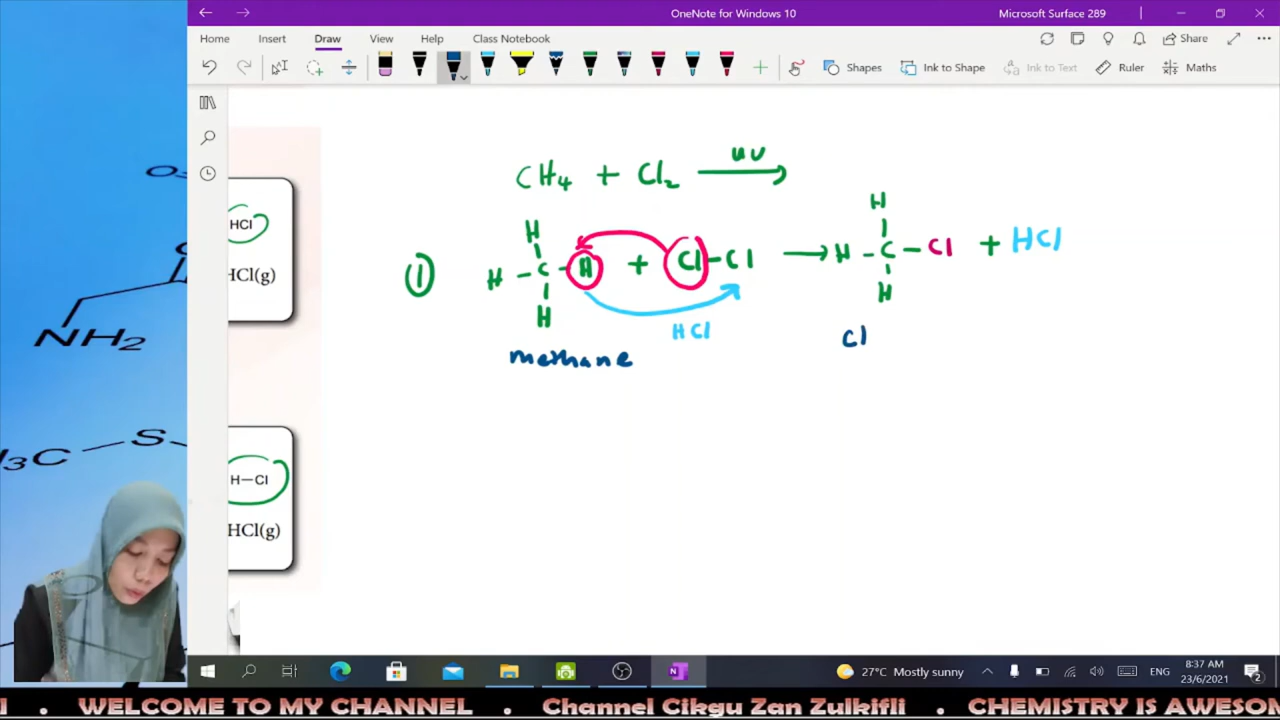 OneNote for Windows 10
Microsoft Surface 289
Home Insert Draw View Help Class Notebook
Share
Shapes Ink to Shape Ink to Text Ruler Maths
CH4 + Cl2 → uv
HCl
HCl(g)
H H
① H - C - H + Cl - Cl → H - C - Cl + HCl
H H
HCl
methane Cl
NH2
3C S
H—Cl
HCl(g)
27°C Mostly sunny
ENG
8:37 AM
23/6/2021
2
. WELCOME TO MY CHANNEL . Channel Cikgu Zan Zulkifli . CHEMISTRY IS AWESOM